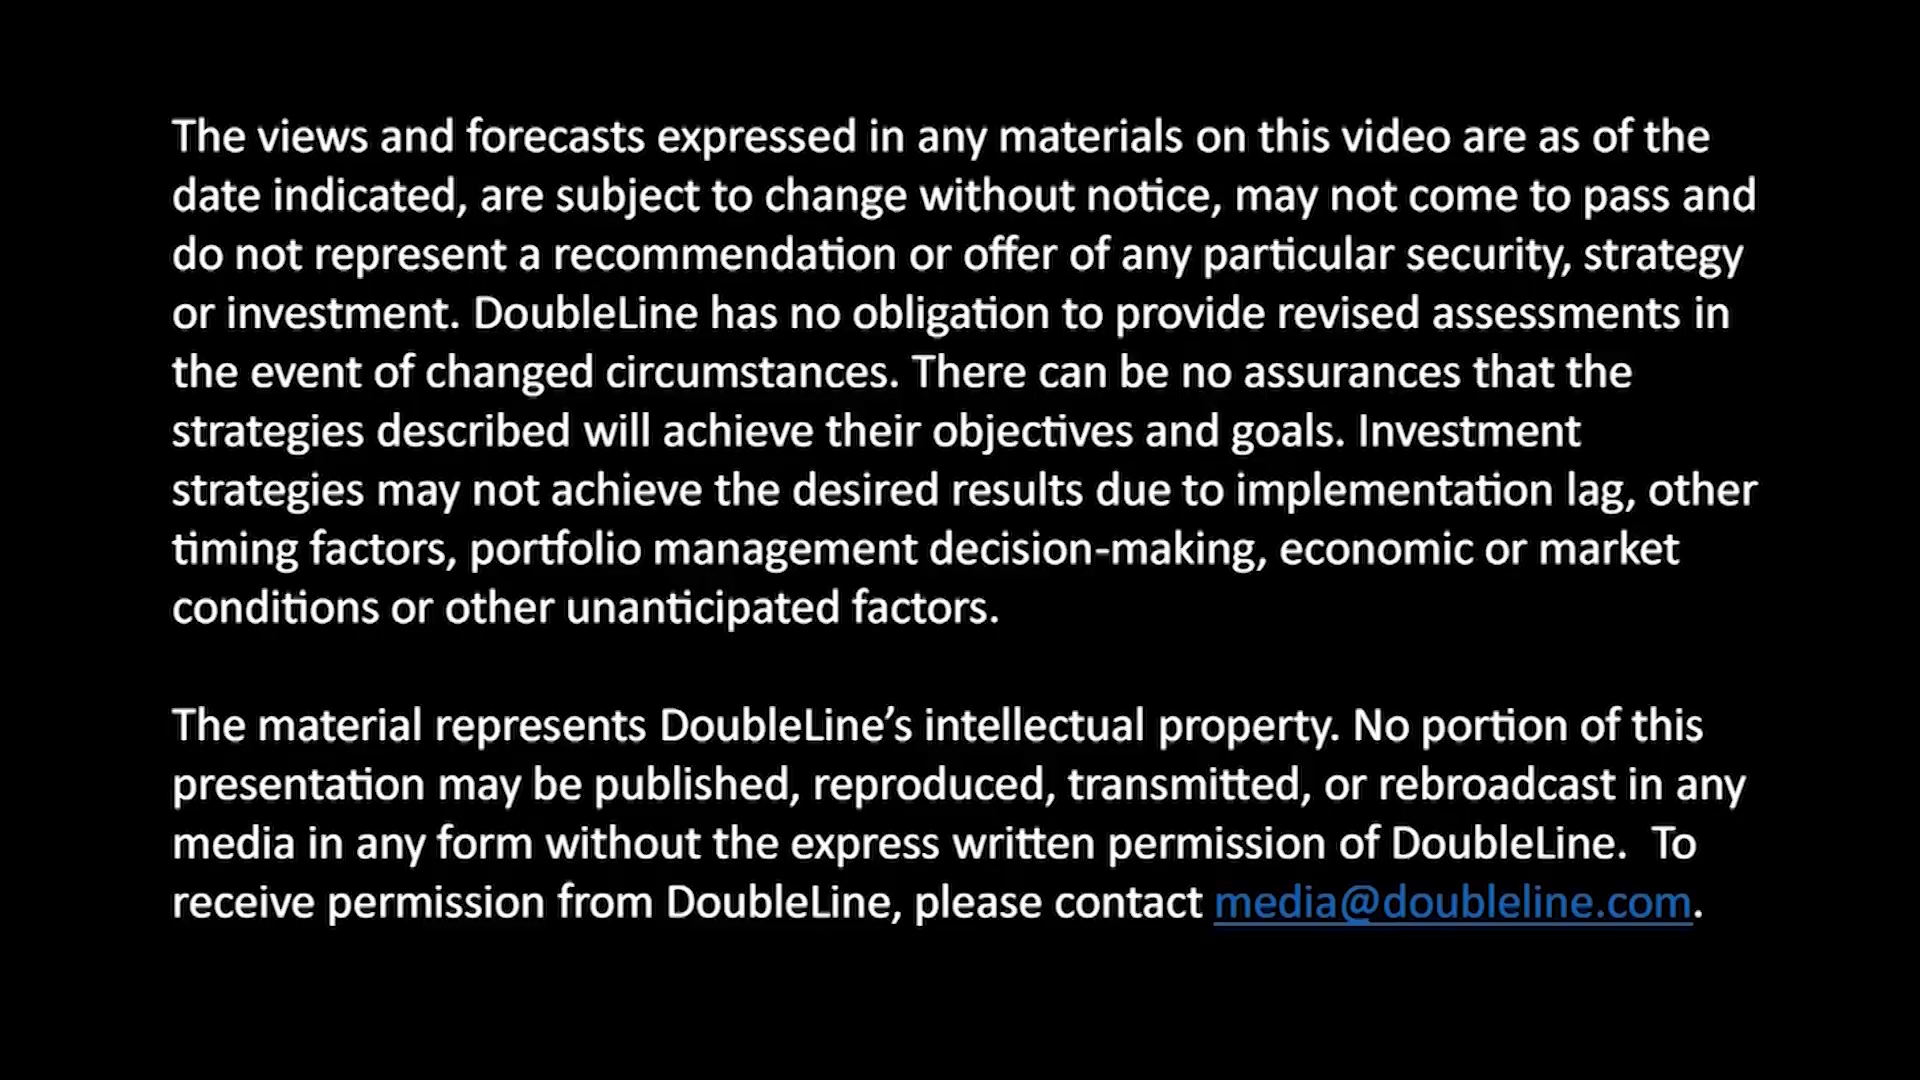 The views and forecasts expressed in any materials on this video are as of the
date indicated, are subject to change without notice, may not come to pass and
do not represent a recommendation or offer of any particular security, strategy
or investment. DoubleLine has no obligation to provide revised assessments in
the event of changed circumstances. There can be no assurances that the
strategies described will achieve their objectives and goals. Investment
strategies may not achieve the desired results due to implementation lag, other
timing factors, portfolio management decision-making, economic or market
conditions or other unanticipated factors.
The material represents DoubleLine’s intellectual property. No portion of this
presentation may be published, reproduced, transmitted, or rebroadcast in any
media in any form without the express written permission of DoubleLine.  To
receive permission from DoubleLine, please contact media@doubleline.com.